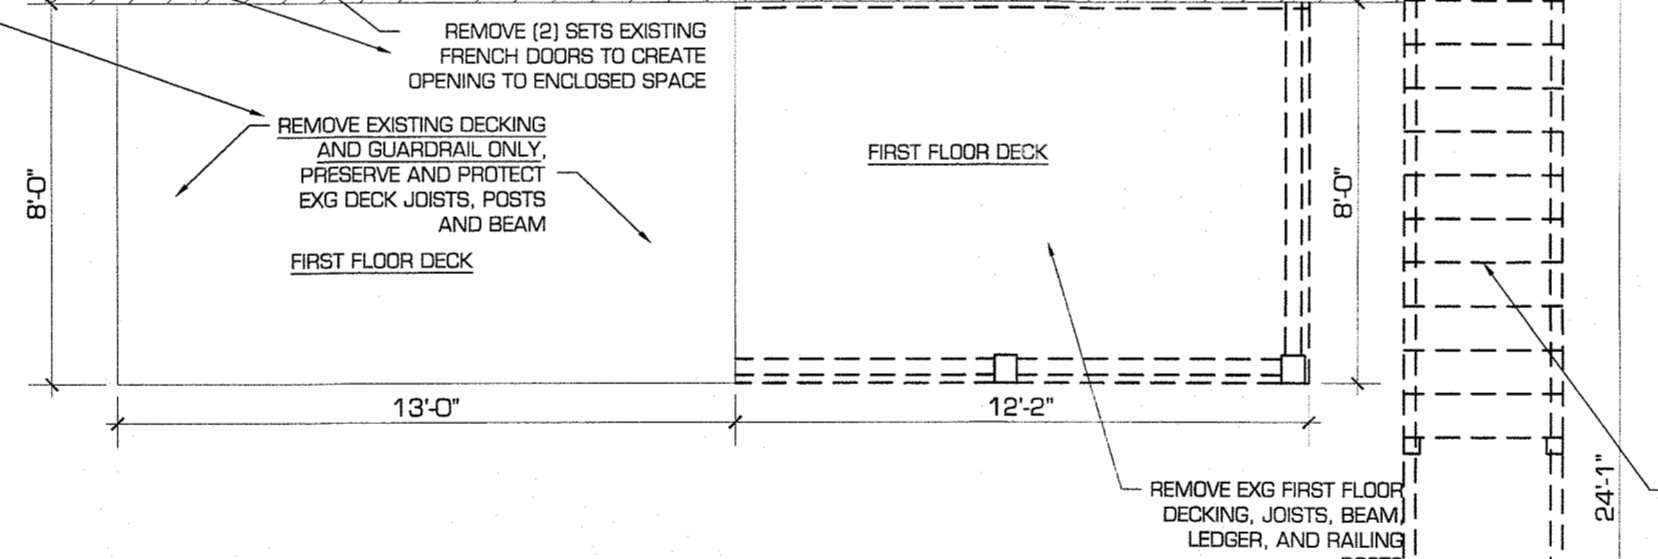 REMOVE (2) SETS EXISTING
FRENCH DOORS TO CREATE
OPENING TO ENCLOSED SPACE
REMOVE EXISTING DECKING
AND GUARDRAIL ONLY,
PRESERVE AND PROTECT
EXG DECK JOISTS, POSTS
AND BEAM
FIRST FLOOR DECK
FIRST FLOOR DECK
8'-0"
8'-0"
13'-0"
12'-2"
REMOVE EXG FIRST FLOOR
DECKING, JOISTS, BEAM,
LEDGER, AND RAILING
24'-1"